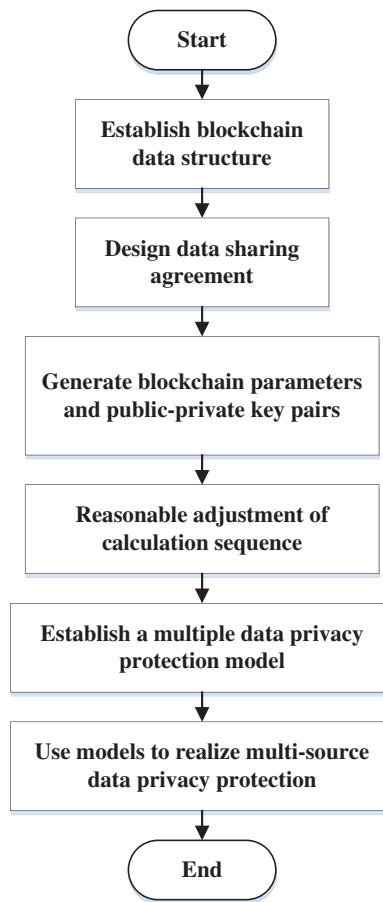 Start
Establish blockchain
data structure
Design data sharing
agreement
Generate blockchain parameters
and public-private key pairs
Reasonable adjustment of
calculation sequence
Establish a multiple data privacy
protection model
Use models to realize multi-source
data privacy protection
End